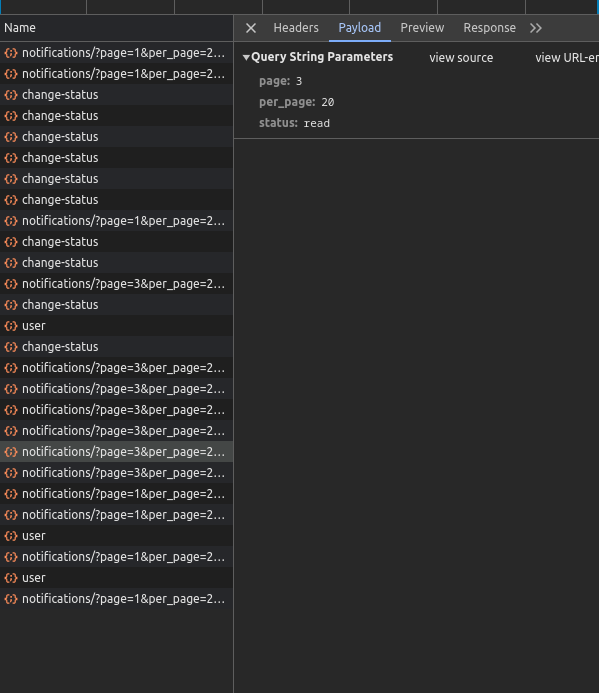 Name
notifications/?page=1&per_page=2...
notifications/?page=1&per_page=2...
change-status
change-status
change-status
change-status
change-status
change-status
notifications/?page=1&per_page=2...
change-status
change-status
notifications/?page=3&per_page=2...
change-status
user
change-status
notifications/?page=3&per_page=2...
notifications/?page=3&per_page=2...
notifications/?page=3&per_page=2...
notifications/?page=3&per_page=2...
notifications/?page=3&per_page=2...
notifications/?page=3&per_page=2...
notifications/?page=1&per_page=2...
notifications/?page=1&per_page=2...
user
notifications/?page=1&per_page=2...
user
notifications/?page=1&per_page=2...
Headers Payload Preview Response
Query String Parameters view source view URL-er
page: 3
per_page: 20
status: read